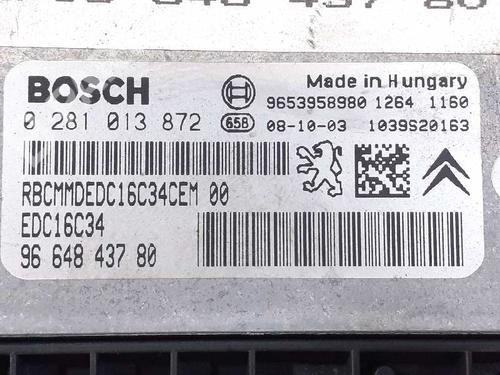 BOSCH
Made in Hungary
9653958980 1264 1160
0 281 013 872
658
08-10-03 1039S20163
RBCMMDEDC16C34CEM 00
EDC16C34
96 648 437 80